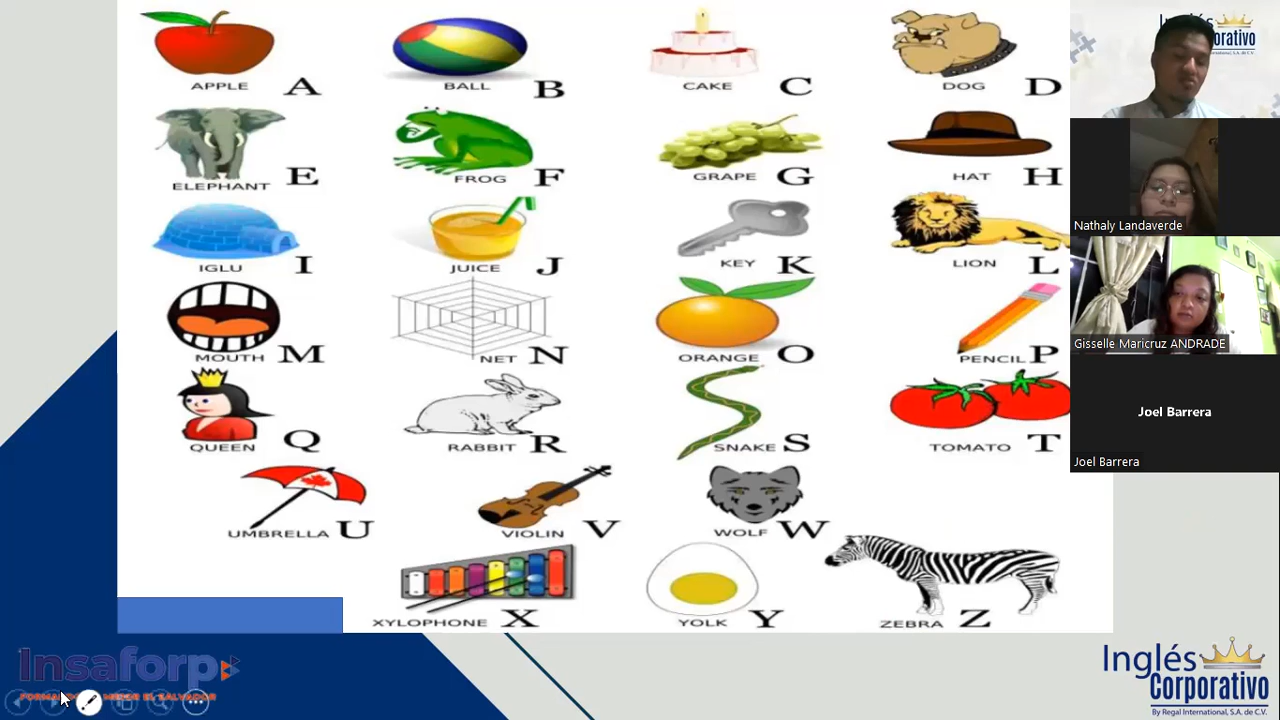 APPLE A
BALL B
CAKE C
DOG D
ELEPHANT E
FROG F
GRAPE G
HAT H
IGLU I
JUICE J
KEY K
LION L
MOUTH M
NET N
ORANGE O
PENCIL P
QUEEN Q
RABBIT R
SNAKE S
TOMATO T
UMBRELLA U
VIOLIN V
WOLF W
XYLOPHONE X
YOLK Y
ZEBRA Z
Nathaly Landaverde
Gisselle Maricruz ANDRADE
Joel Barrera
Joel Barrera
Insaforp
Inglés
Corporativo
By Regal International, S.A. de C.V.